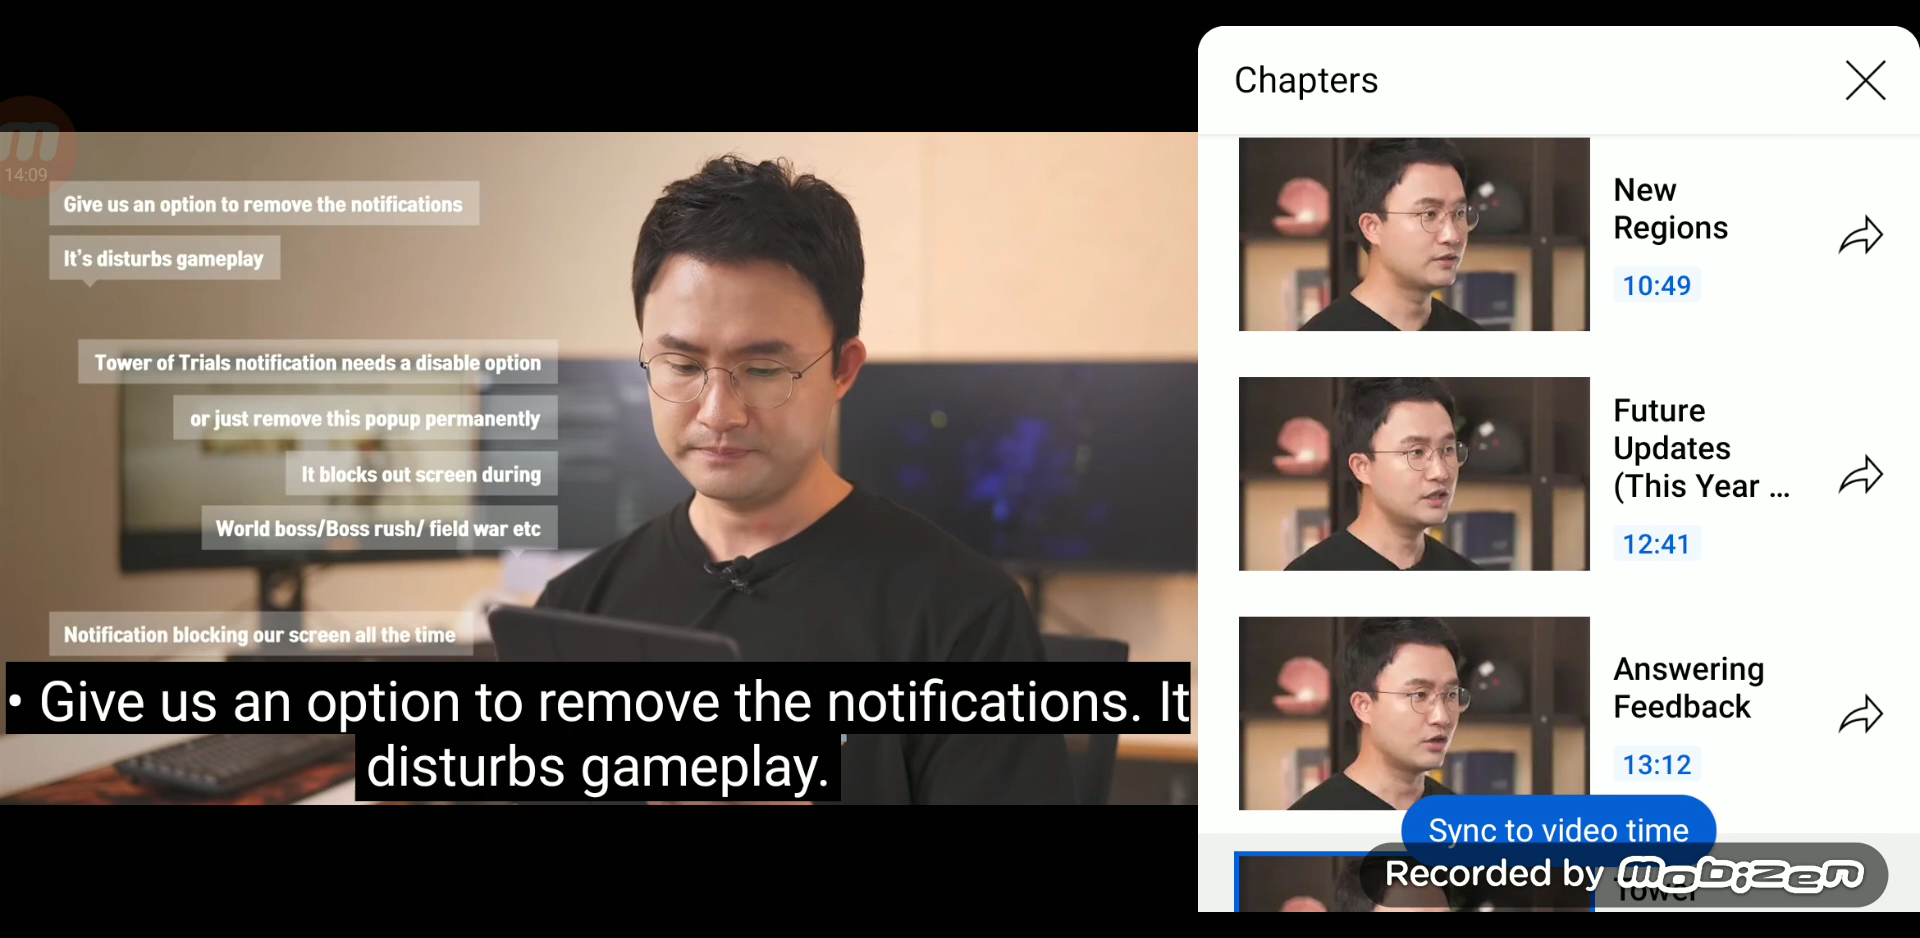 14:09
Give us an option to remove the notifications
It's disturbs gameplay
Tower of Trials notification needs a disable option
or just remove this popup permanently
It blocks out screen during
World boss/Boss rush/ field war etc
Notification blocking our screen all the time
• Give us an option to remove the notifications. It
disturbs gameplay.
Chapters
New
Regions
10:49
Future
Updates
(This Year ...
12:41
Answering
Feedback
13:12
Sync to video time
Recorded by mobizen
Tower